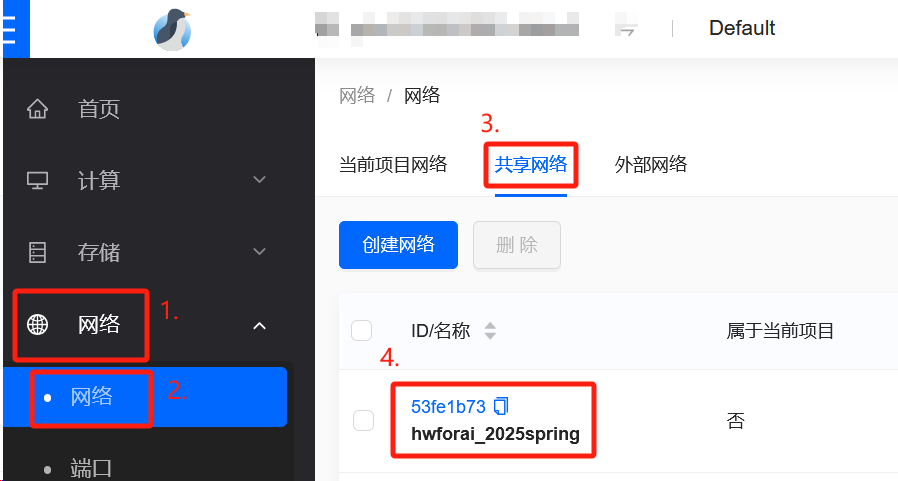 Default
首页
计算
存储
网络
1.
网络
2.
端口
网络 / 网络
3.
当前项目网络 共享网络 外部网络
创建网络 删 除
ID/名称 属于当前项目
4.
53fe1b73
hwforai_2025spring
否